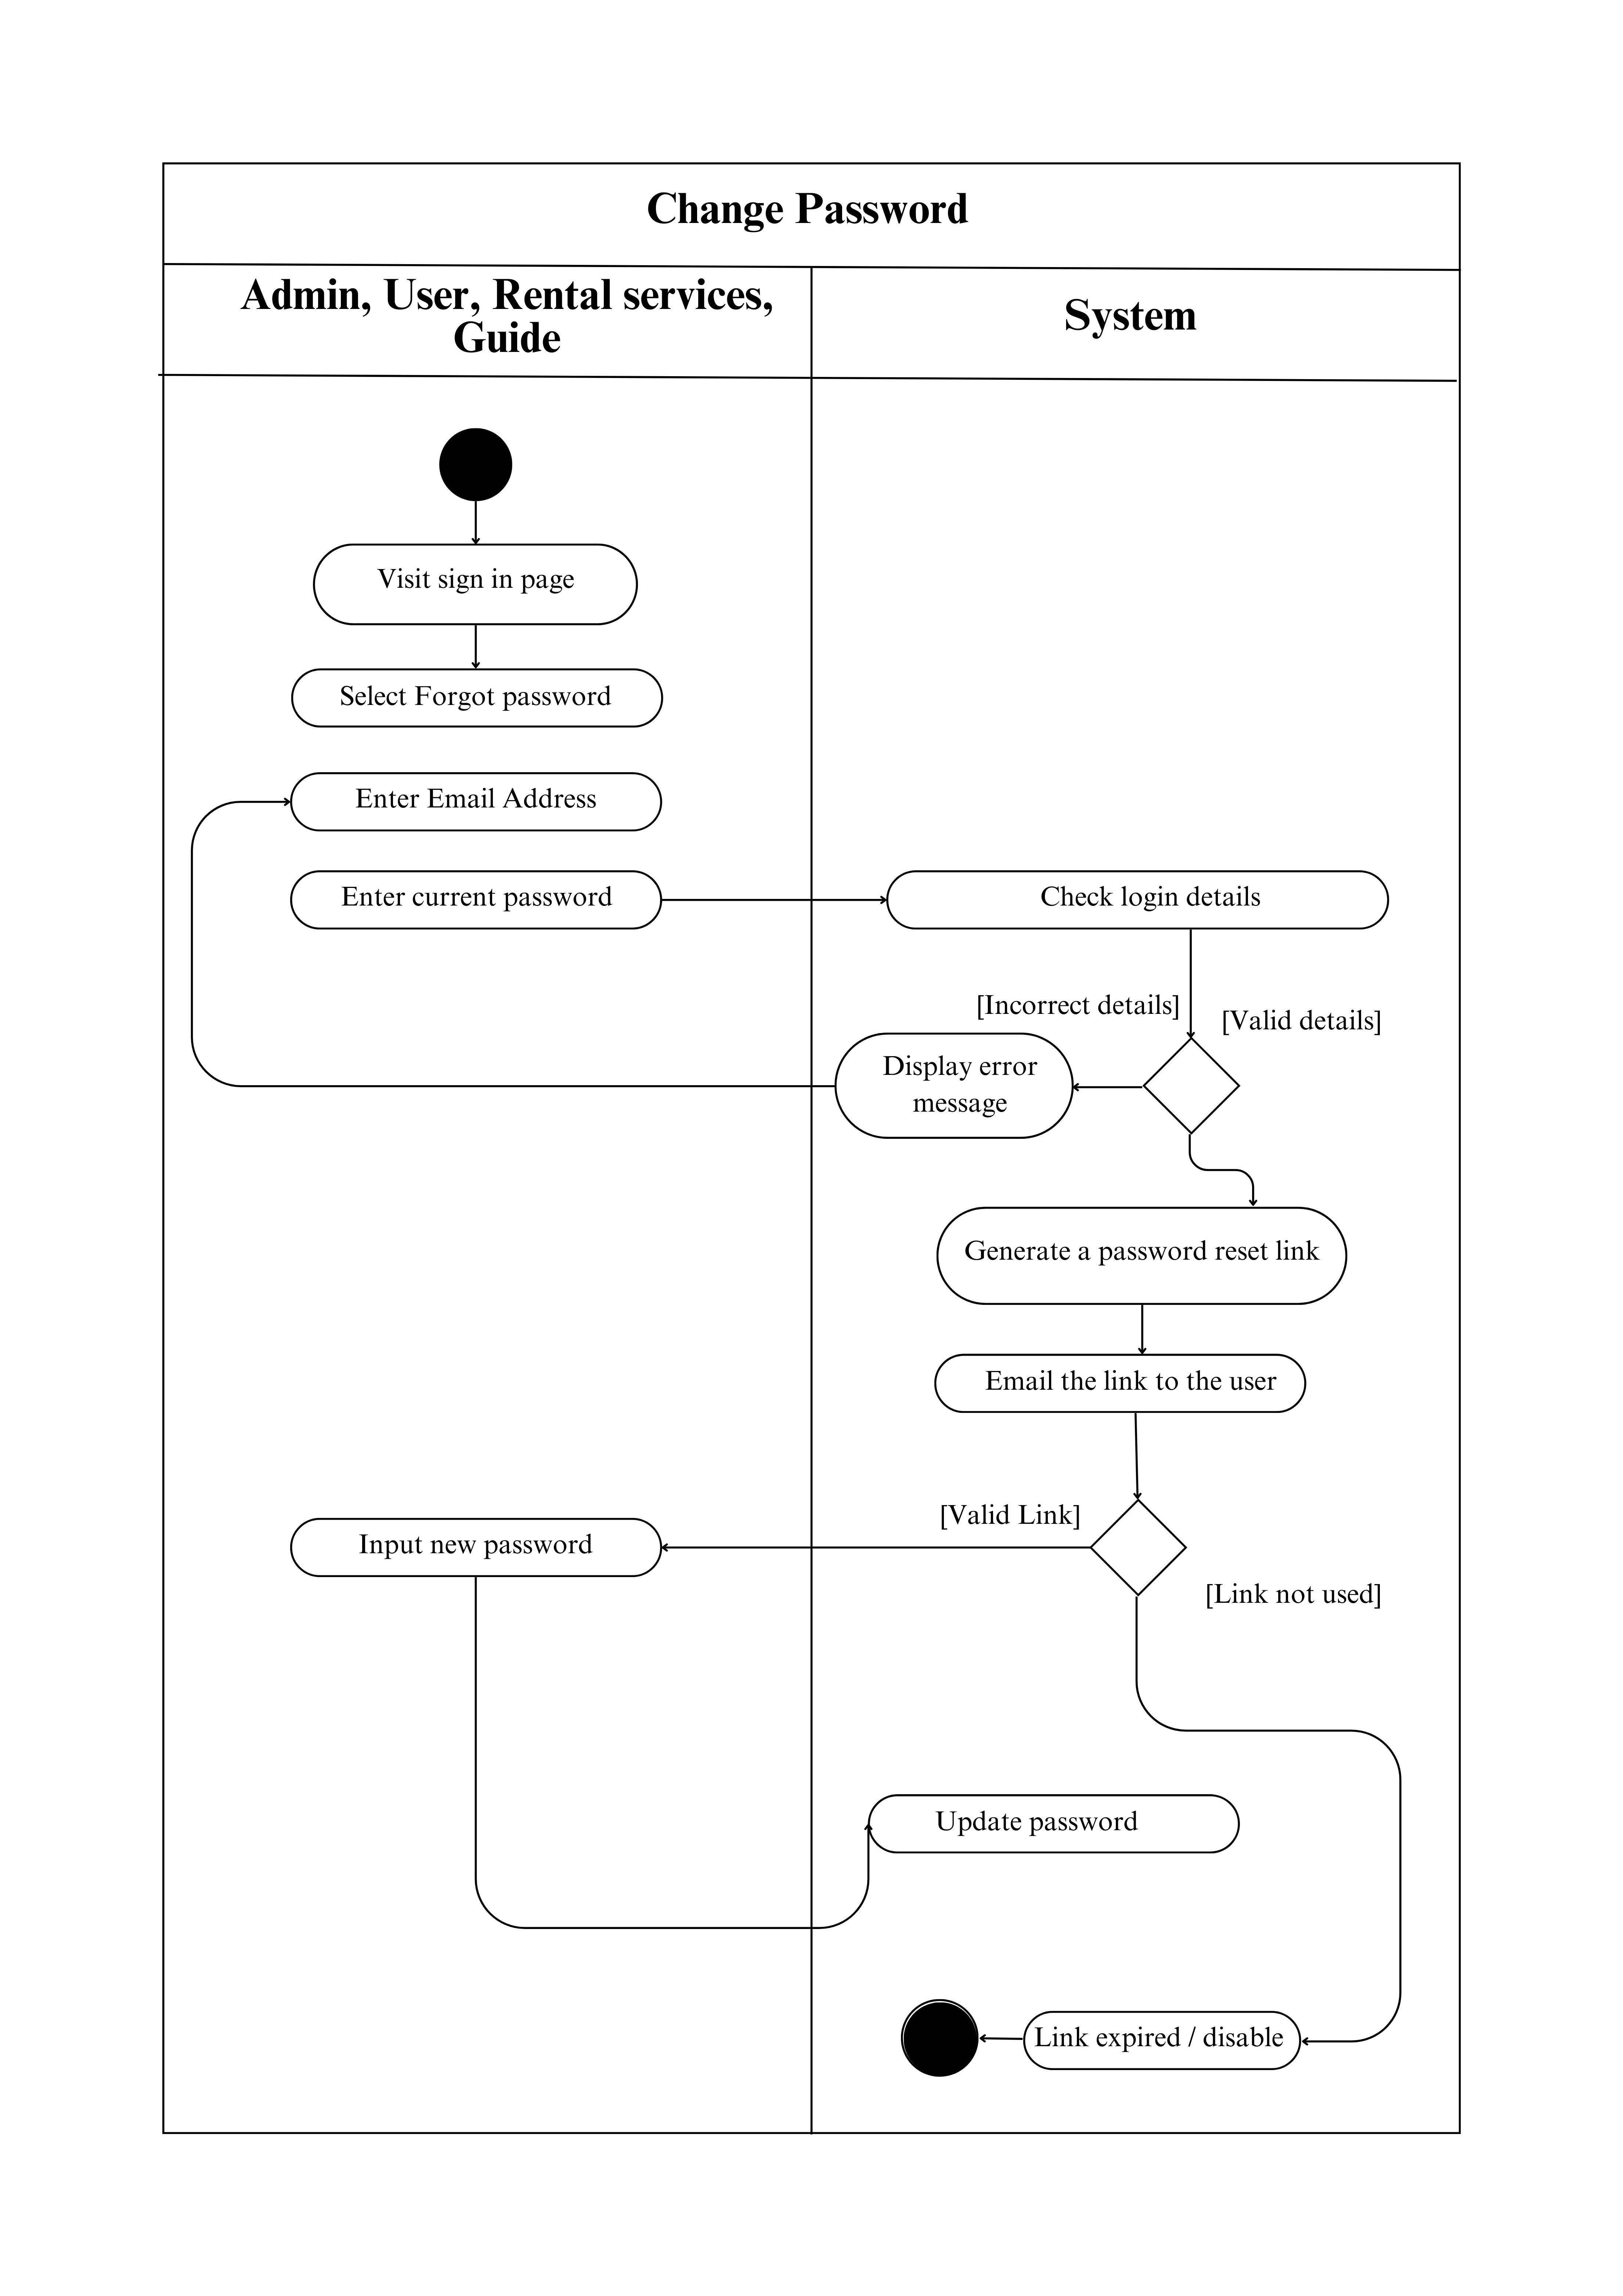 Change Password
Admin, User, Rental services,
Guide
System
Visit sign in page
Select Forgot password
Enter Email Address
Enter current password
Check login details
[Incorrect details]
[Valid details]
Display error
message
Generate a password reset link
Email the link to the user
[Valid Link]
Input new password
[Link not used]
Update password
Link expired / disable